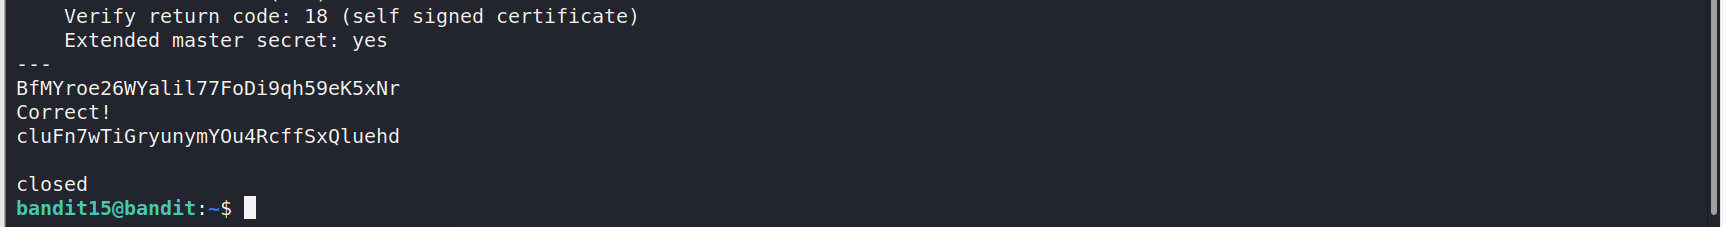 Verify return code: 18 (self signed certificate)
Extended master secret: yes
---
BfMYroe26WYalil77FoDi9qh59eK5xNr
Correct!
cluFn7wTiGryunymYOu4RcffSxQluehd
closed
bandit15@bandit:~$